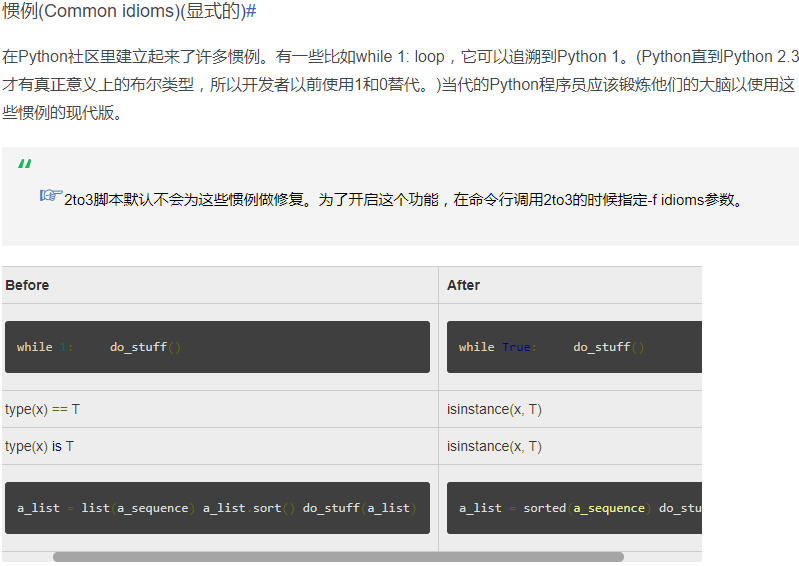 惯例(Common idioms)(显式的)#
在Python社区里建立起来了许多惯例。有一些比如while 1: loop，它可以追溯到Python 1。(Python直到Python 2.3
才有真正意义上的布尔类型，所以开发者以前使用1和0替代。)当代的Python程序员应该锻炼他们的大脑以使用这
些惯例的现代版。
“
☞2to3脚本默认不会为这些惯例做修复。为了开启这个功能，在命令行调用2to3的时候指定-f idioms参数。
Before After
while 1: do_stuff() while True: do_stuff()
type(x) == T isinstance(x, T)
type(x) is T isinstance(x, T)
a_list = list(a_sequence) a_list.sort() do_stuff(a_list) a_list = sorted(a_sequence) do_stu